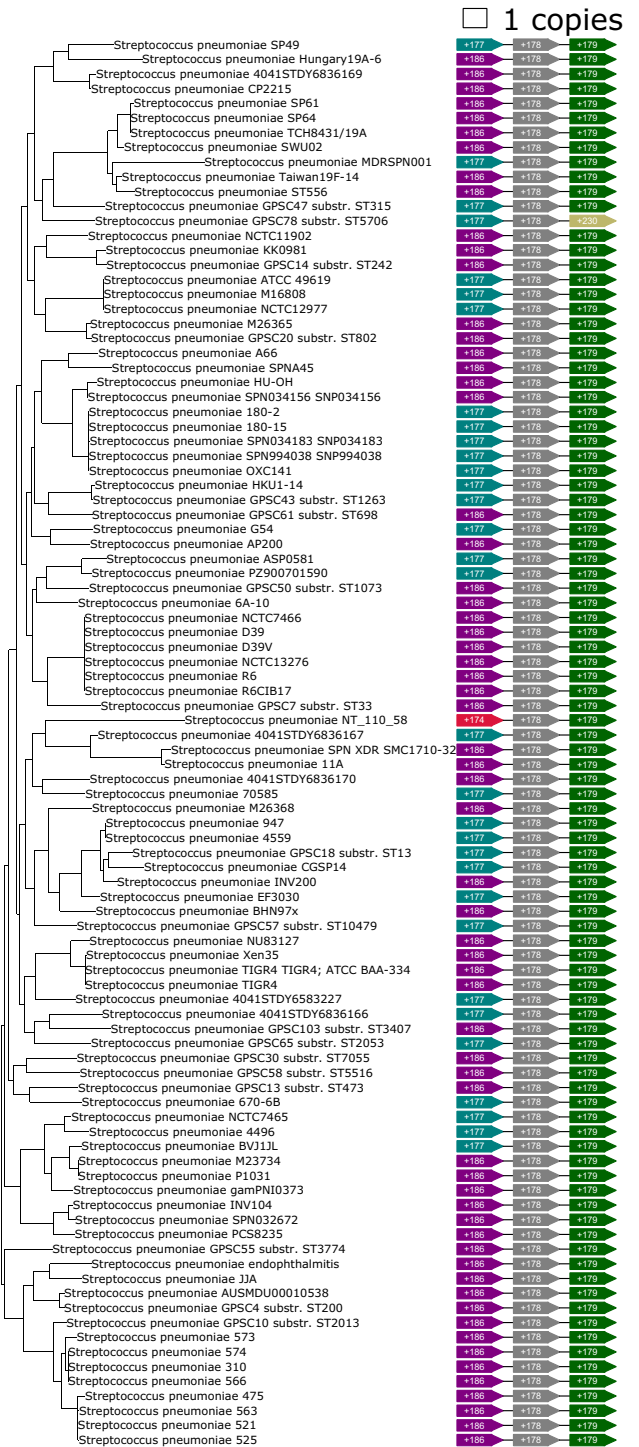 1 copies
Streptococcus pneumoniae SP49 +177 +178 +179
Streptococcus pneumoniae Hungary19A-6 +186 +178 +179
Streptococcus pneumoniae 4041STDY6836169 +186 +178 +179
Streptococcus pneumoniae CP2215 +186 +178 +179
Streptococcus pneumoniae SP61 +186 +178 +179
Streptococcus pneumoniae SP64 +186 +178 +179
Streptococcus pneumoniae TCH8431/19A +186 +178 +179
Streptococcus pneumoniae SWU02 +186 +178 +179
Streptococcus pneumoniae MDRSPN001 +177 +178 +179
Streptococcus pneumoniae Taiwan19F-14 +186 +178 +179
Streptococcus pneumoniae ST556 +186 +178 +179
Streptococcus pneumoniae GPSC47 substr. ST315 +177 +178 +179
Streptococcus pneumoniae GPSC78 substr. ST5706 +177 +178 +230
Streptococcus pneumoniae NCTC11902 +186 +178 +179
Streptococcus pneumoniae KK0981 +186 +178 +179
Streptococcus pneumoniae GPSC14 substr. ST242 +186 +178 +179
Streptococcus pneumoniae ATCC 49619 +177 +178 +179
Streptococcus pneumoniae M16808 +177 +178 +179
Streptococcus pneumoniae NCTC12977 +177 +178 +179
Streptococcus pneumoniae M26365 +186 +178 +179
Streptococcus pneumoniae GPSC20 substr. ST802 +186 +178 +179
Streptococcus pneumoniae A66 +186 +178 +179
Streptococcus pneumoniae SPNA45 +186 +178 +179
Streptococcus pneumoniae HU-OH +186 +178 +179
Streptococcus pneumoniae SPN034156 SNP034156 +186 +178 +179
Streptococcus pneumoniae 180-2 +177 +178 +179
Streptococcus pneumoniae 180-15 +177 +178 +179
Streptococcus pneumoniae SPN034183 SNP034183 +177 +178 +179
Streptococcus pneumoniae SPN994038 SNP994038 +177 +178 +179
Streptococcus pneumoniae OXC141 +177 +178 +179
Streptococcus pneumoniae HKU1-14 +177 +178 +179
Streptococcus pneumoniae GPSC43 substr. ST1263 +177 +178 +179
Streptococcus pneumoniae GPSC61 substr. ST698 +186 +178 +179
Streptococcus pneumoniae G54 +177 +178 +179
Streptococcus pneumoniae AP200 +186 +178 +179
Streptococcus pneumoniae ASP0581 +177 +178 +179
Streptococcus pneumoniae PZ900701590 +177 +178 +179
Streptococcus pneumoniae GPSC50 substr. ST1073 +186 +178 +179
Streptococcus pneumoniae 6A-10 +186 +178 +179
Streptococcus pneumoniae NCTC7466 +186 +178 +179
Streptococcus pneumoniae D39 +186 +178 +179
Streptococcus pneumoniae D39V +186 +178 +179
Streptococcus pneumoniae NCTC13276 +186 +178 +179
Streptococcus pneumoniae R6 +186 +178 +179
Streptococcus pneumoniae R6CIB17 +186 +178 +179
Streptococcus pneumoniae GPSC7 substr. ST33 +186 +178 +179
Streptococcus pneumoniae NT_110_58 +174 +178 +179
Streptococcus pneumoniae 4041STDY6836167 +177 +178 +179
Streptococcus pneumoniae SPN XDR SMC1710-32 +186 +178 +179
Streptococcus pneumoniae 11A +186 +178 +179
Streptococcus pneumoniae 4041STDY6836170 +186 +178 +179
Streptococcus pneumoniae 70585 +177 +178 +179
Streptococcus pneumoniae M26368 +186 +178 +179
Streptococcus pneumoniae 947 +177 +178 +179
Streptococcus pneumoniae 4559 +177 +178 +179
Streptococcus pneumoniae GPSC18 substr. ST13 +177 +178 +179
Streptococcus pneumoniae CGSP14 +177 +178 +179
Streptococcus pneumoniae INV200 +186 +178 +179
Streptococcus pneumoniae EF3030 +177 +178 +179
Streptococcus pneumoniae BHN97x +186 +178 +179
Streptococcus pneumoniae GPSC57 substr. ST10479 +177 +178 +179
Streptococcus pneumoniae NU83127 +186 +178 +179
Streptococcus pneumoniae Xen35 +186 +178 +179
Streptococcus pneumoniae TIGR4 TIGR4; ATCC BAA-334 +186 +178 +179
Streptococcus pneumoniae TIGR4 +186 +178 +179
Streptococcus pneumoniae 4041STDY6583227 +177 +178 +179
Streptococcus pneumoniae 4041STDY6836166 +177 +178 +179
Streptococcus pneumoniae GPSC103 substr. ST3407 +186 +178 +179
Streptococcus pneumoniae GPSC65 substr. ST2053 +177 +178 +179
Streptococcus pneumoniae GPSC30 substr. ST7055 +186 +178 +179
Streptococcus pneumoniae GPSC58 substr. ST5516 +186 +178 +179
Streptococcus pneumoniae GPSC13 substr. ST473 +186 +178 +179
Streptococcus pneumoniae 670-6B +177 +178 +179
Streptococcus pneumoniae NCTC7465 +177 +178 +179
Streptococcus pneumoniae 4496 +177 +178 +179
Streptococcus pneumoniae BVJ1JL +177 +178 +179
Streptococcus pneumoniae M23734 +186 +178 +179
Streptococcus pneumoniae P1031 +186 +178 +179
Streptococcus pneumoniae gamPNI0373 +186 +178 +179
Streptococcus pneumoniae INV104 +186 +178 +179
Streptococcus pneumoniae SPN032672 +186 +178 +179
Streptococcus pneumoniae PCS8235 +186 +178 +179
Streptococcus pneumoniae GPSC55 substr. ST3774 +186 +178 +179
Streptococcus pneumoniae endophthalmitis +186 +178 +179
Streptococcus pneumoniae JJA +186 +178 +179
Streptococcus pneumoniae AUSMDU00010538 +186 +178 +179
Streptococcus pneumoniae GPSC4 substr. ST200 +186 +178 +179
Streptococcus pneumoniae GPSC10 substr. ST2013 +186 +178 +179
Streptococcus pneumoniae 573 +186 +178 +179
Streptococcus pneumoniae 574 +186 +178 +179
Streptococcus pneumoniae 310 +186 +178 +179
Streptococcus pneumoniae 566 +186 +178 +179
Streptococcus pneumoniae 475 +186 +178 +179
Streptococcus pneumoniae 563 +186 +178 +179
Streptococcus pneumoniae 521 +186 +178 +179
Streptococcus pneumoniae 525 +186 +178 +179